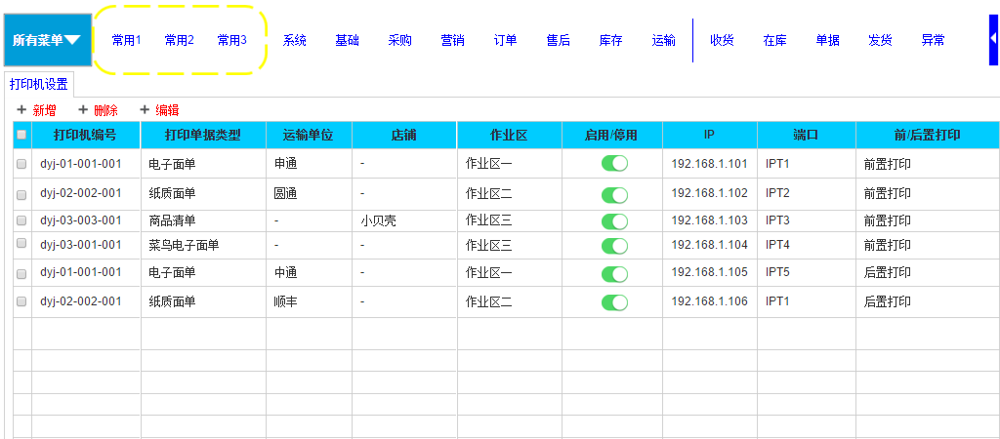 所有菜单 常用1 常用2 常用3 系统 基础 采购 营销 订单 售后 库存 运输 收货 在库 单据 发货 异常
打印机设置
+ 新增 + 删除 + 编辑
打印机编号 打印单据类型 运输单位 店铺 作业区 启用/停用 IP 端口 前/后置打印
dyj-01-001-001 电子面单 申通 - 作业区一 192.168.1.101 IPT1 前置打印
dyj-02-002-001 纸质面单 圆通 - 作业区二 192.168.1.102 IPT2 前置打印
dyj-03-003-001 商品清单 - 小贝壳 作业区三 192.168.1.103 IPT3 前置打印
dyj-03-001-001 菜鸟电子面单 - - 作业区三 192.168.1.104 IPT4 前置打印
dyj-01-001-001 电子面单 中通 - 作业区一 192.168.1.105 IPT5 后置打印
dyj-02-002-001 纸质面单 顺丰 - 作业区二 192.168.1.106 IPT1 后置打印